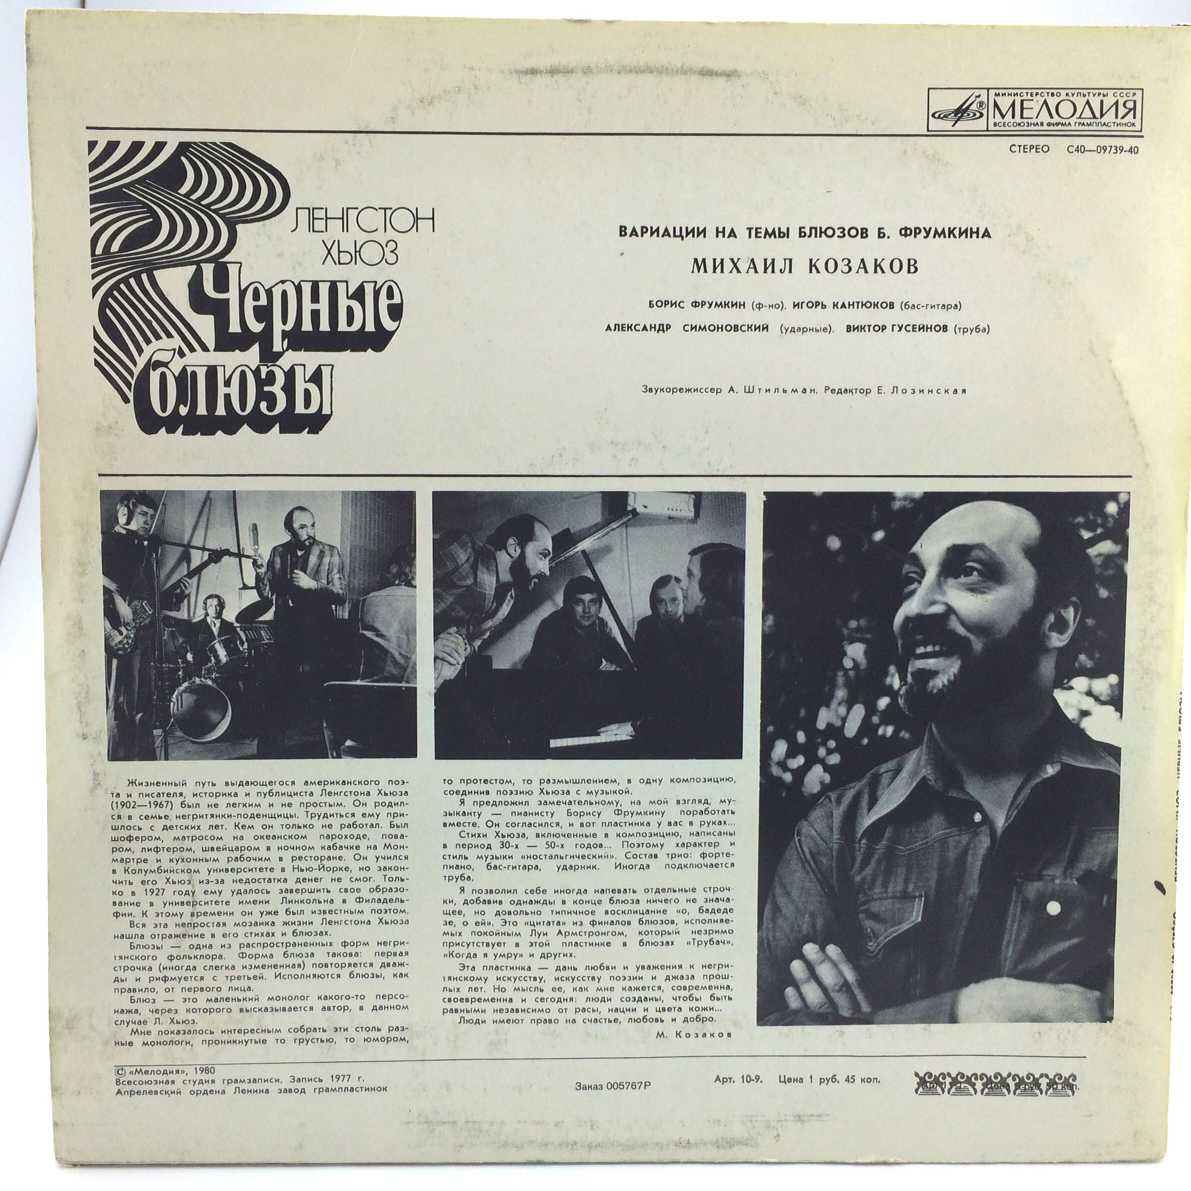 МИНИСТЕРСТВО КУЛЬТУРЫ СССР
МЕЛОДИЯ
ВСЕСОЮЗНАЯ ФИРМА ГРАМПЛАСТИНОК
СТЕРЕО С40—09739-40
ЛЕНГСТОН
ХЬЮЗ
Черные
блюзы
ВАРИАЦИИ НА ТЕМЫ БЛЮЗОВ Б. ФРУМКИНА
МИХАИЛ КОЗАКОВ
БОРИС ФРУМКИН (ф-но), ИГОРЬ КАНТЮКОВ (бас-гитара)
АЛЕКСАНДР СИМОНОВСКИЙ (ударные), ВИКТОР ГУСЕЙНОВ (труба)
Звукорежиссер А. Штильман. Редактор Е. Лозинская
Жизненный путь выдающегося американского поэ-
та и писателя, историка и публициста Ленгстона Хьюза
(1902—1967) был не легким и не простым. Он родил-
ся в семье негритянки-поденщицы. Трудиться ему при-
шлось с детских лет. Кем он только не работал. Был
шофером, матросом на океанском пароходе, пова-
ром, лифтером, швейцаром в ночном кабачке на Мон-
мартре и кухонным рабочим в ресторане. Он учился
в Колумбийском университете в Нью-Йорке, но закон-
чить его Хьюз из-за недостатка денег не смог. Толь-
ко в 1927 году ему удалось завершить свое образо-
вание в университете имени Линкольна в Филадель-
фии. К этому времени он уже был известным поэтом.
Вся эта непростая мозаика жизни Ленгстона Хьюза
нашла отражение в его стихах и блюзах.
Блюзы — одна из распространенных форм негри-
тянского фольклора. Форма блюза такова: первая
строчка (иногда слегка измененная) повторяется дваж-
ды и рифмуется с третьей. Исполняются блюзы, как
правило, от первого лица.
Блюз — это маленький монолог какого-то персо-
нажа, через которого высказывается автор, в данном
случае Л. Хьюз.
Мне показалось интересным собрать эти столь раз-
ные монологи, проникнутые то грустью, то юмором,
то протестом, то размышлением, в одну композицию,
соединив поэзию Хьюза с музыкой.
Я предложил замечательному, на мой взгляд, му-
зыканту — пианисту Борису Фрумкину поработать
вместе. Он согласился, и вот пластинка у вас в руках...
Стихи Хьюза, включенные в композицию, написаны
в период 30-х — 50-х годов... Поэтому характер и
стиль музыки «ностальгический». Состав трио: форте-
пиано, бас-гитара, ударник. Иногда подключается
труба.
Я позволил себе иногда напевать отдельные строч-
ки, добавив однажды в конце блюза ничего не знача-
щее, но довольно типичное восклицание «о, бадеде
зе, о ей». Это «цитата» из финалов блюзов, исполняе-
мых покойным Луи Армстронгом, который незримо
присутствует в этой пластинке в блюзах «Трубач»,
«Когда я умру» и других.
Эта пластинка — дань любви и уважения к негри-
тянскому искусству, искусству поэзии и джаза прош-
лых лет. Но мысль ее, как мне кажется, современна,
своевременна и сегодня: люди созданы, чтобы быть
равными независимо от расы, нации и цвета кожи...
Люди имеют право на счастье, любовь и добро.
М. Козаков
© «Мелодия», 1980
Всесоюзная студия грамзаписи. Запись 1977 г.
Апрелевский ордена Ленина завод грампластинок
Заказ 005767Р
Арт. 10-9. Цена 1 руб. 45 коп.